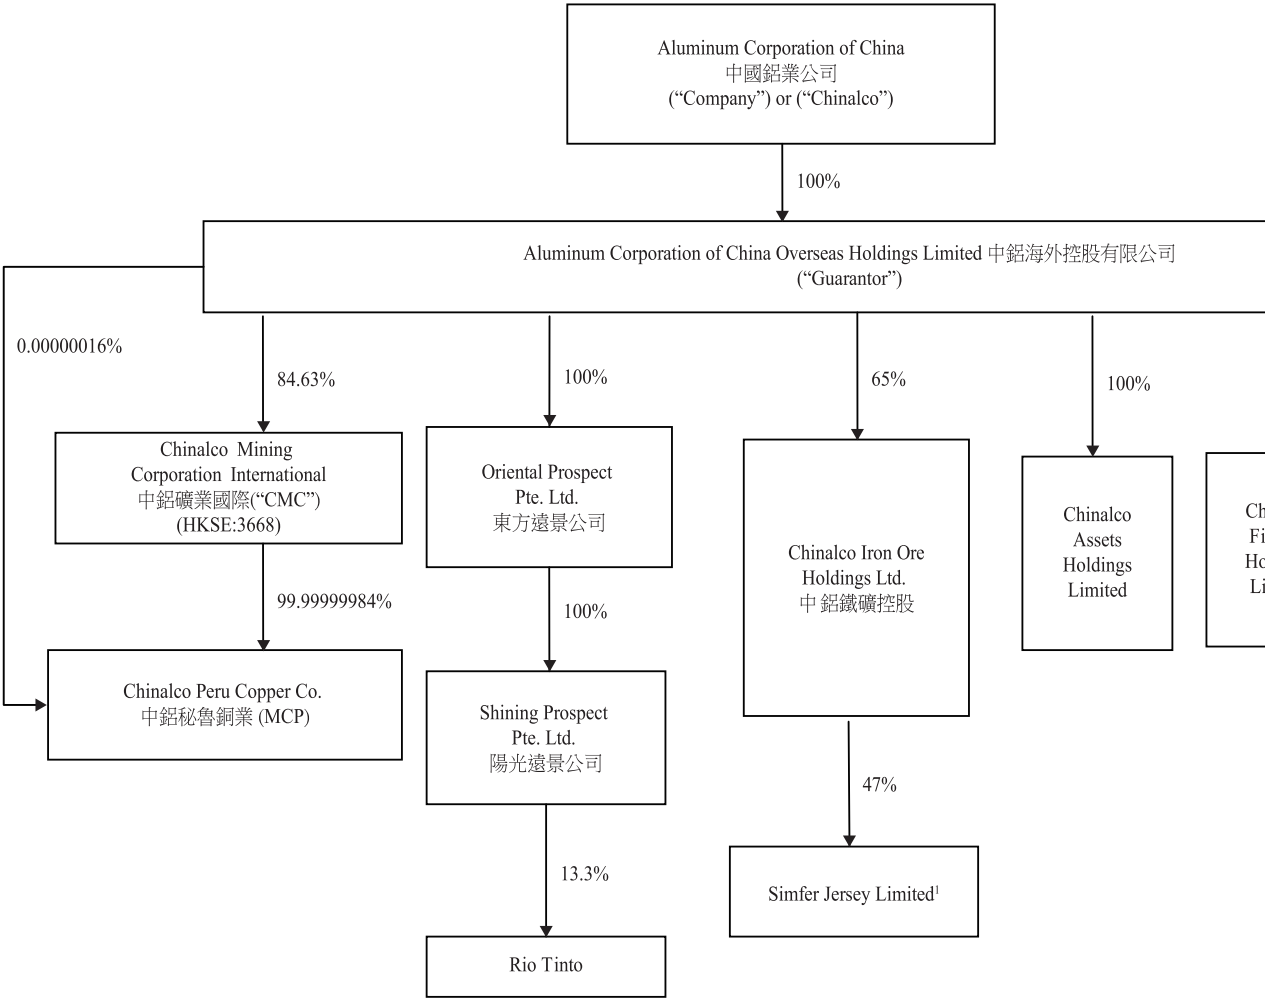 Aluminum Corporation of China
中國鋁業公司
(“Company”) or (“Chinalco”)
100%
Aluminum Corporation of China Overseas Holdings Limited 中鋁海外控股有限公司
(“Guarantor”)
0.00000016%
84.63%
100%
65%
100%
Chinalco Mining
Corporation International
中鋁礦業國際(“CMC”)
(HKSE:3668)
Oriental Prospect
Pte. Ltd.
東方遠景公司
Chinalco Iron Ore
Holdings Ltd.
中鋁鐵礦控股
Chinalco
Assets
Holdings
Limited
99.99999984%
100%
Chinalco Peru Copper Co.
中鋁秘魯銅業 (MCP)
Shining Prospect
Pte. Ltd.
陽光遠景公司
47%
13.3%
Simfer Jersey Limited¹
Rio Tinto